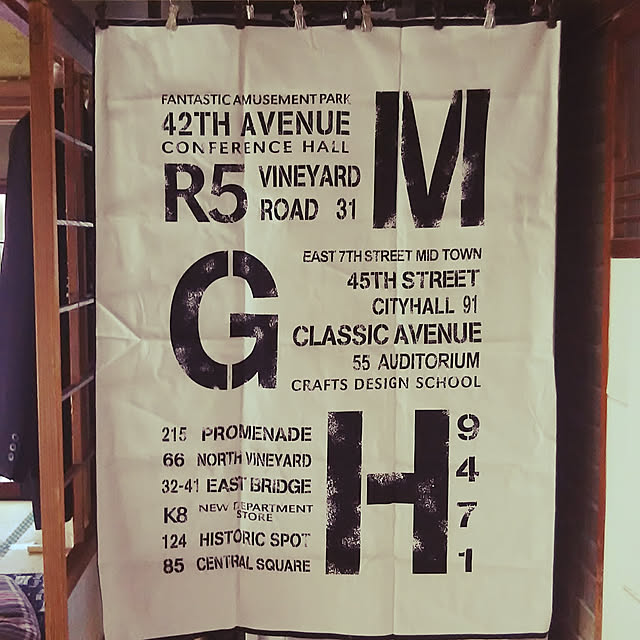 FANTASTIC AMUSEMENT PARK
42TH AVENUE
CONFERENCE HALL
R5 VINEYARD
ROAD 31
M
G
EAST 7TH STREET MID TOWN
45TH STREET
CITYHALL 91
CLASSIC AVENUE
55 AUDITORIUM
CRAFTS DESIGN SCHOOL
215 PROMENADE
66 NORTH VINEYARD
32-41 EAST BRIDGE
K8 NEW DEPARTMENT
STORE
124 HISTORIC SPOT
85 CENTRAL SQUARE
H
9
4
7
1